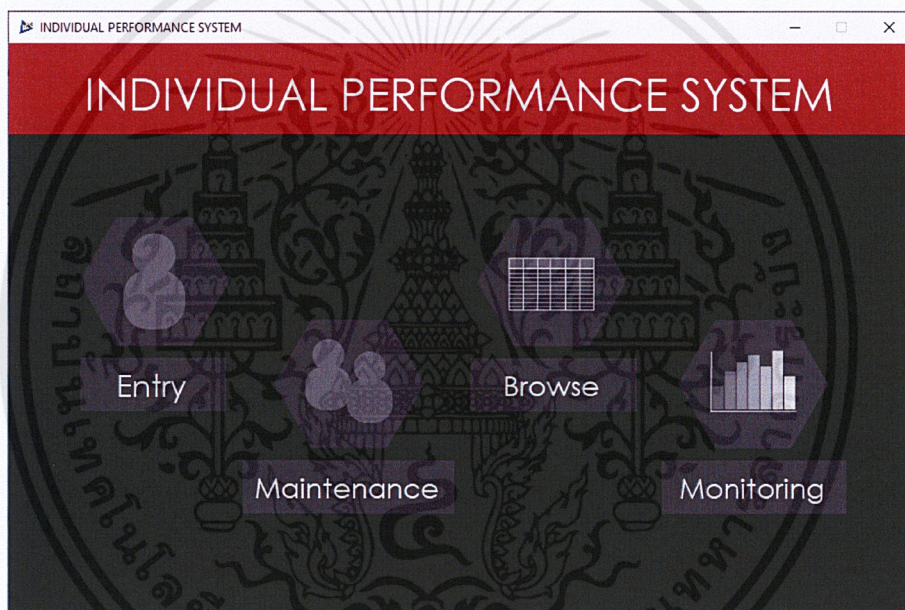 INDIVIDUAL PERFORMANCE SYSTEM
INDIVIDUAL PERFORMANCE SYSTEM
Entry
Browse
Maintenance
Monitoring